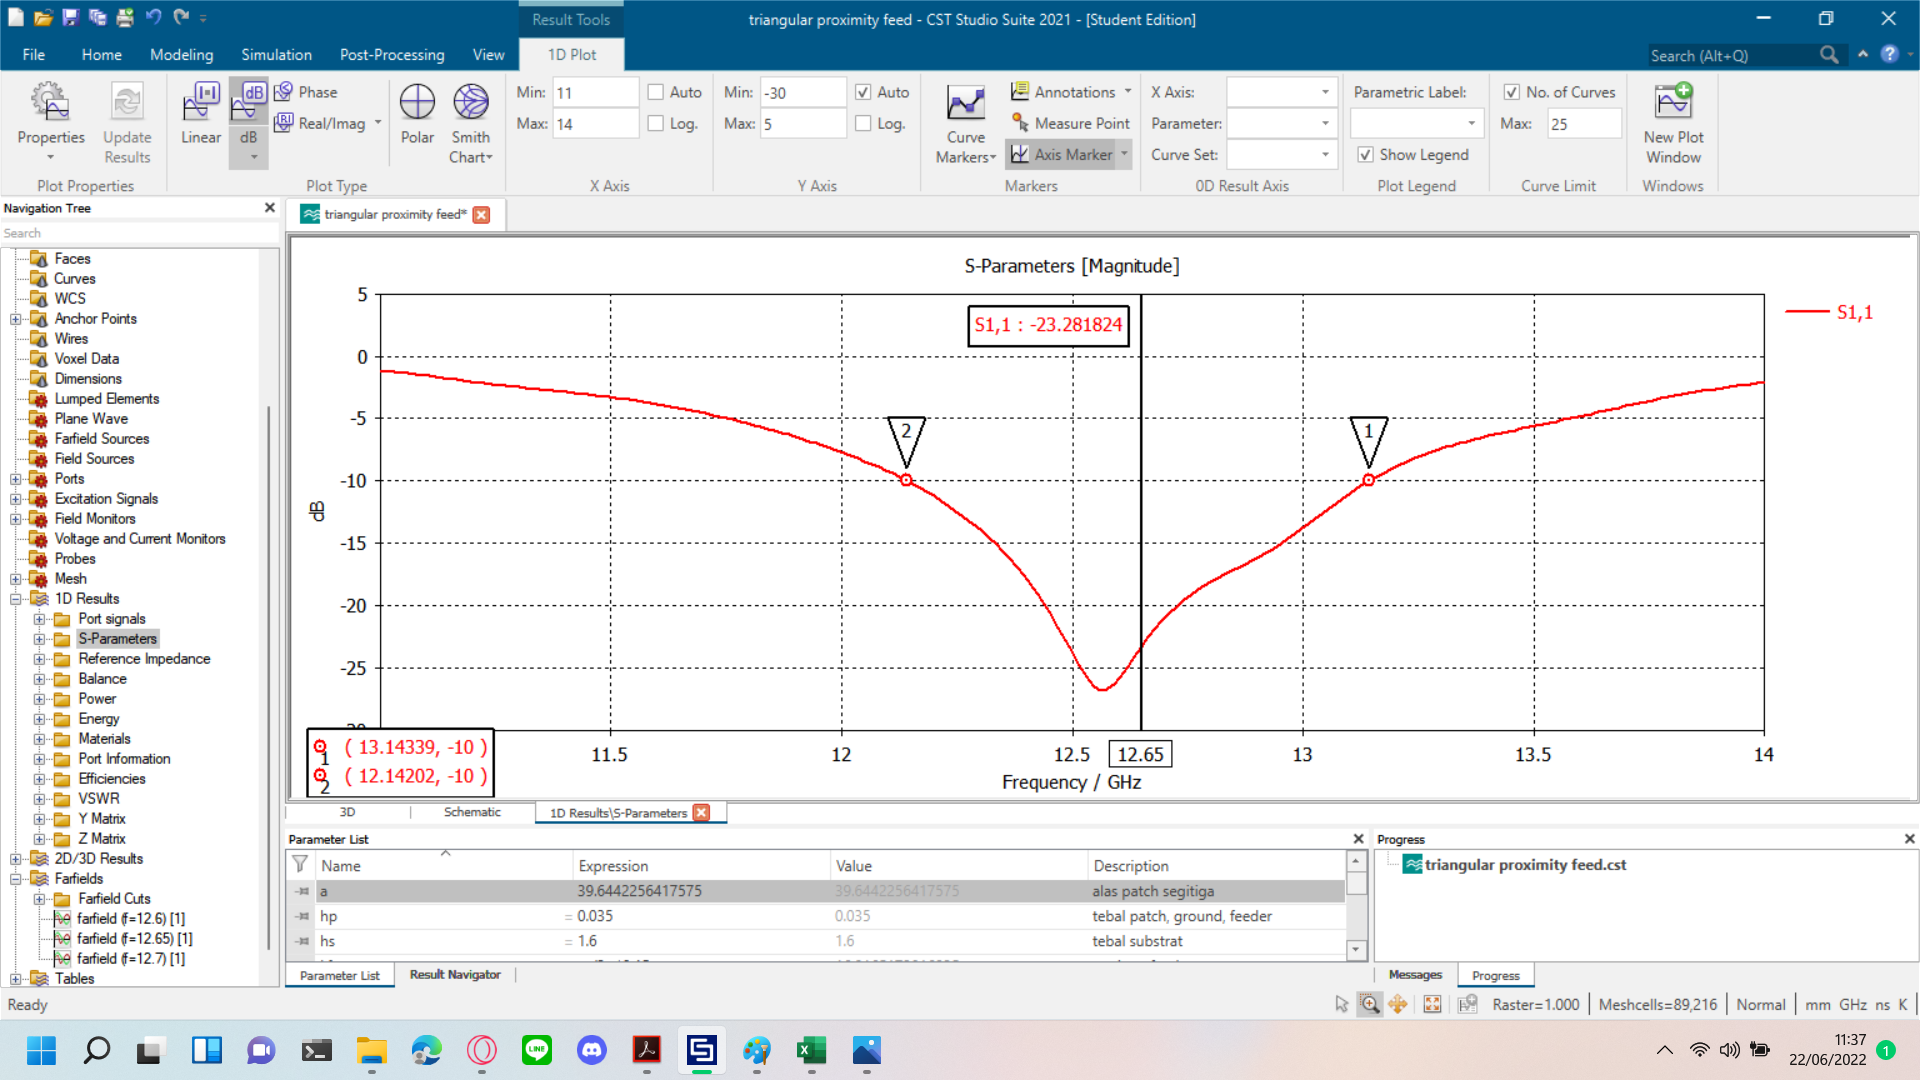 Result Tools
triangular proximity feed - CST Studio Suite 2021 - [Student Edition]
File Home Modeling Simulation Post-Processing View 1D Plot Search (Alt+Q)
Properties
Update Results
Plot Properties
Linear
dB
Phase
Real/Imag
Polar
Smith Chart
Plot Type
Min: 11 Auto
Max: 14 Log.
X Axis
Min: -30 Auto
Max: 5 Log.
Y Axis
Curve Markers
Annotations
Measure Point
Axis Marker
Markers
X Axis:
Parameter:
Curve Set:
0D Result Axis
Parametric Label:
Show Legend
Plot Legend
No. of Curves
Max: 25
Curve Limit
New Plot Window
Windows
Navigation Tree
Search
Faces
Curves
WCS
Anchor Points
Wires
Voxel Data
Dimensions
Lumped Elements
Plane Wave
Farfield Sources
Field Sources
Ports
Excitation Signals
Field Monitors
Voltage and Current Monitors
Probes
Mesh
1D Results
Port signals
S-Parameters
Reference Impedance
Balance
Power
Energy
Materials
Port Information
Efficiencies
VSWR
Y Matrix
Z Matrix
2D/3D Results
Farfields
Farfield Cuts
farfield (f=12.6) [1]
farfield (f=12.65) [1]
farfield (f=12.7) [1]
Tables
triangular proximity feed*
S-Parameters [Magnitude]
S1,1 : -23.281824
S1,1
5
0
-5
-10
-15
-20
-25
dB
2
1
1 ( 13.14339, -10 )
2 ( 12.14202, -10 )
11.5 12 12.5 12.65 13 13.5 14
Frequency / GHz
3D Schematic 1D Results\S-Parameters
Parameter List
Name Expression Value Description
a 39.6442256417575 39.6442256417575 alas patch segitiga
hp = 0.035 0.035 tebal patch, ground, feeder
hs = 1.6 1.6 tebal substrat
Parameter List Result Navigator
Progress
triangular proximity feed.cst
Messages Progress
Ready
Raster=1.000 Meshcells=89,216 Normal mm GHz ns K
LINE
11:37
22/06/2022
1